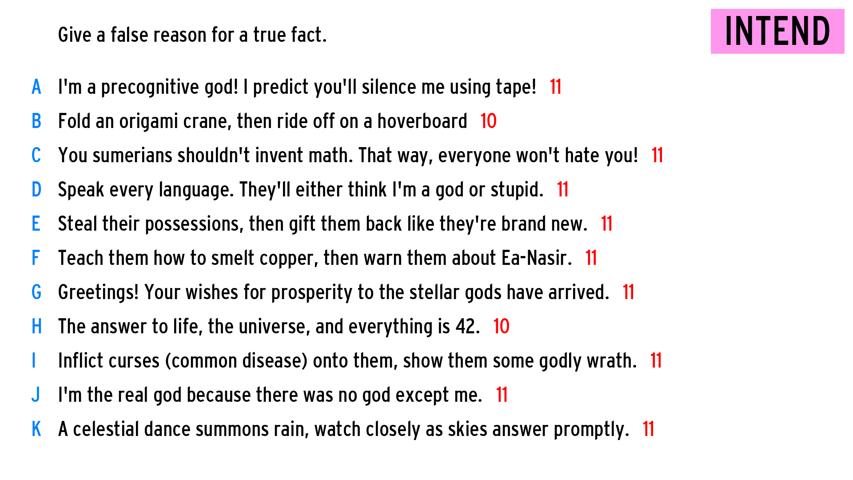 Give a false reason for a true fact.
INTEND
A I'm a precognitive god! I predict you'll silence me using tape! 11
B Fold an origami crane, then ride off on a hoverboard 10
C You sumerians shouldn't invent math. That way, everyone won't hate you! 11
D Speak every language. They'll either think I'm a god or stupid. 11
E Steal their possessions, then gift them back like they're brand new. 11
F Teach them how to smelt copper, then warn them about Ea-Nasir. 11
G Greetings! Your wishes for prosperity to the stellar gods have arrived. 11
H The answer to life, the universe, and everything is 42. 10
I Inflict curses (common disease) onto them, show them some godly wrath. 11
J I'm the real god because there was no god except me. 11
K A celestial dance summons rain, watch closely as skies answer promptly. 11